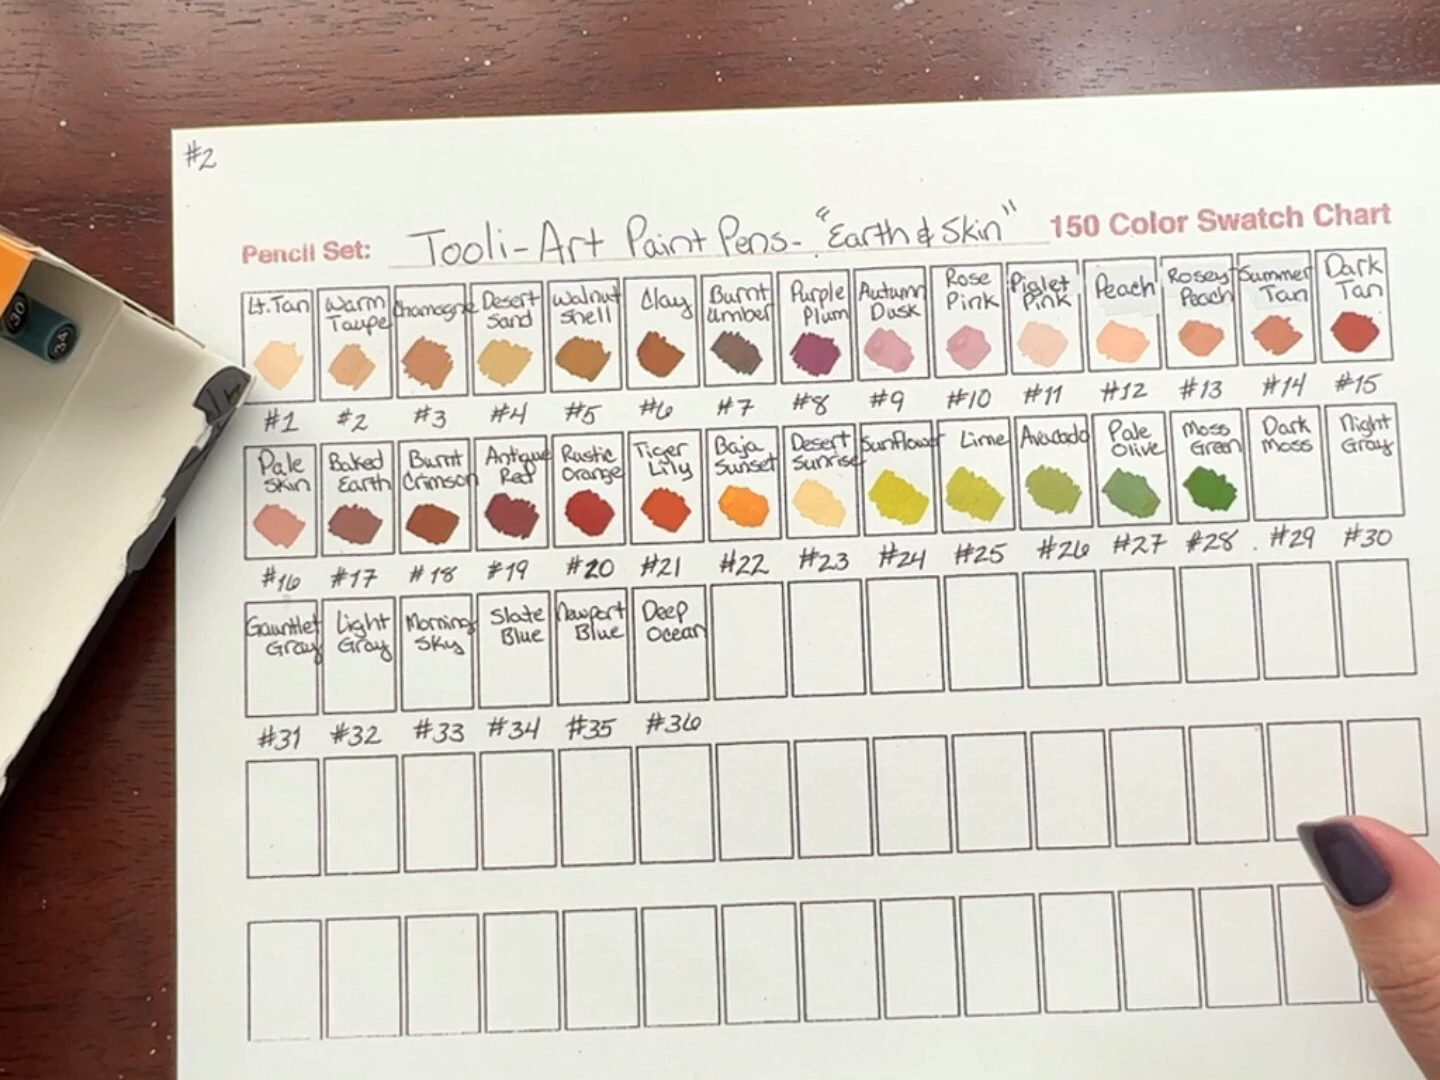 #2
Pencil Set: Tooli-Art Paint Pens- "Earth & Skin" 150 Color Swatch Chart
Lt. Tan
Warm Taupe
Chamagne
Desert Sand
Walnut Shell
Clay
Burnt Umber
Purple Plum
Autumn Dusk
Rose Pink
Piglet Pink
Peach
Rosey Peach
Summer Tan
Dark Tan
#1 #2 #3 #4 #5 #6 #7 #8 #9 #10 #11 #12 #13 #14 #15
Pale Skin
Baked Earth
Burnt Crimson
Antique Red
Rustic Orange
Tiger Lily
Baja Sunset
Desert Sunrise
Sunflower
Lime
Avacado
Pale Olive
Moss Green
Dark Moss
Night Gray
#16 #17 #18 #19 #20 #21 #22 #23 #24 #25 #26 #27 #28 #29 #30
Gauntlet Gray
Light Gray
Morning Sky
Slate Blue
Newport Blue
Deep Ocean
#31 #32 #33 #34 #35 #36
30
34